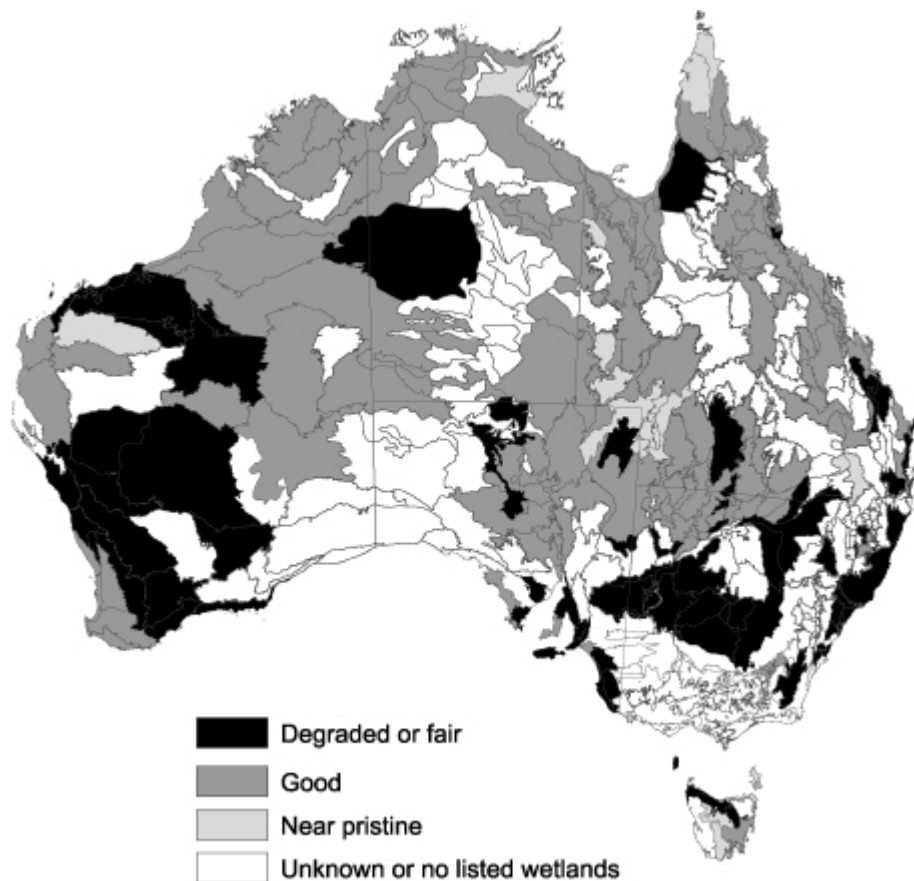 Degraded or fair
Good
Near pristine
Unknown or no listed wetlands